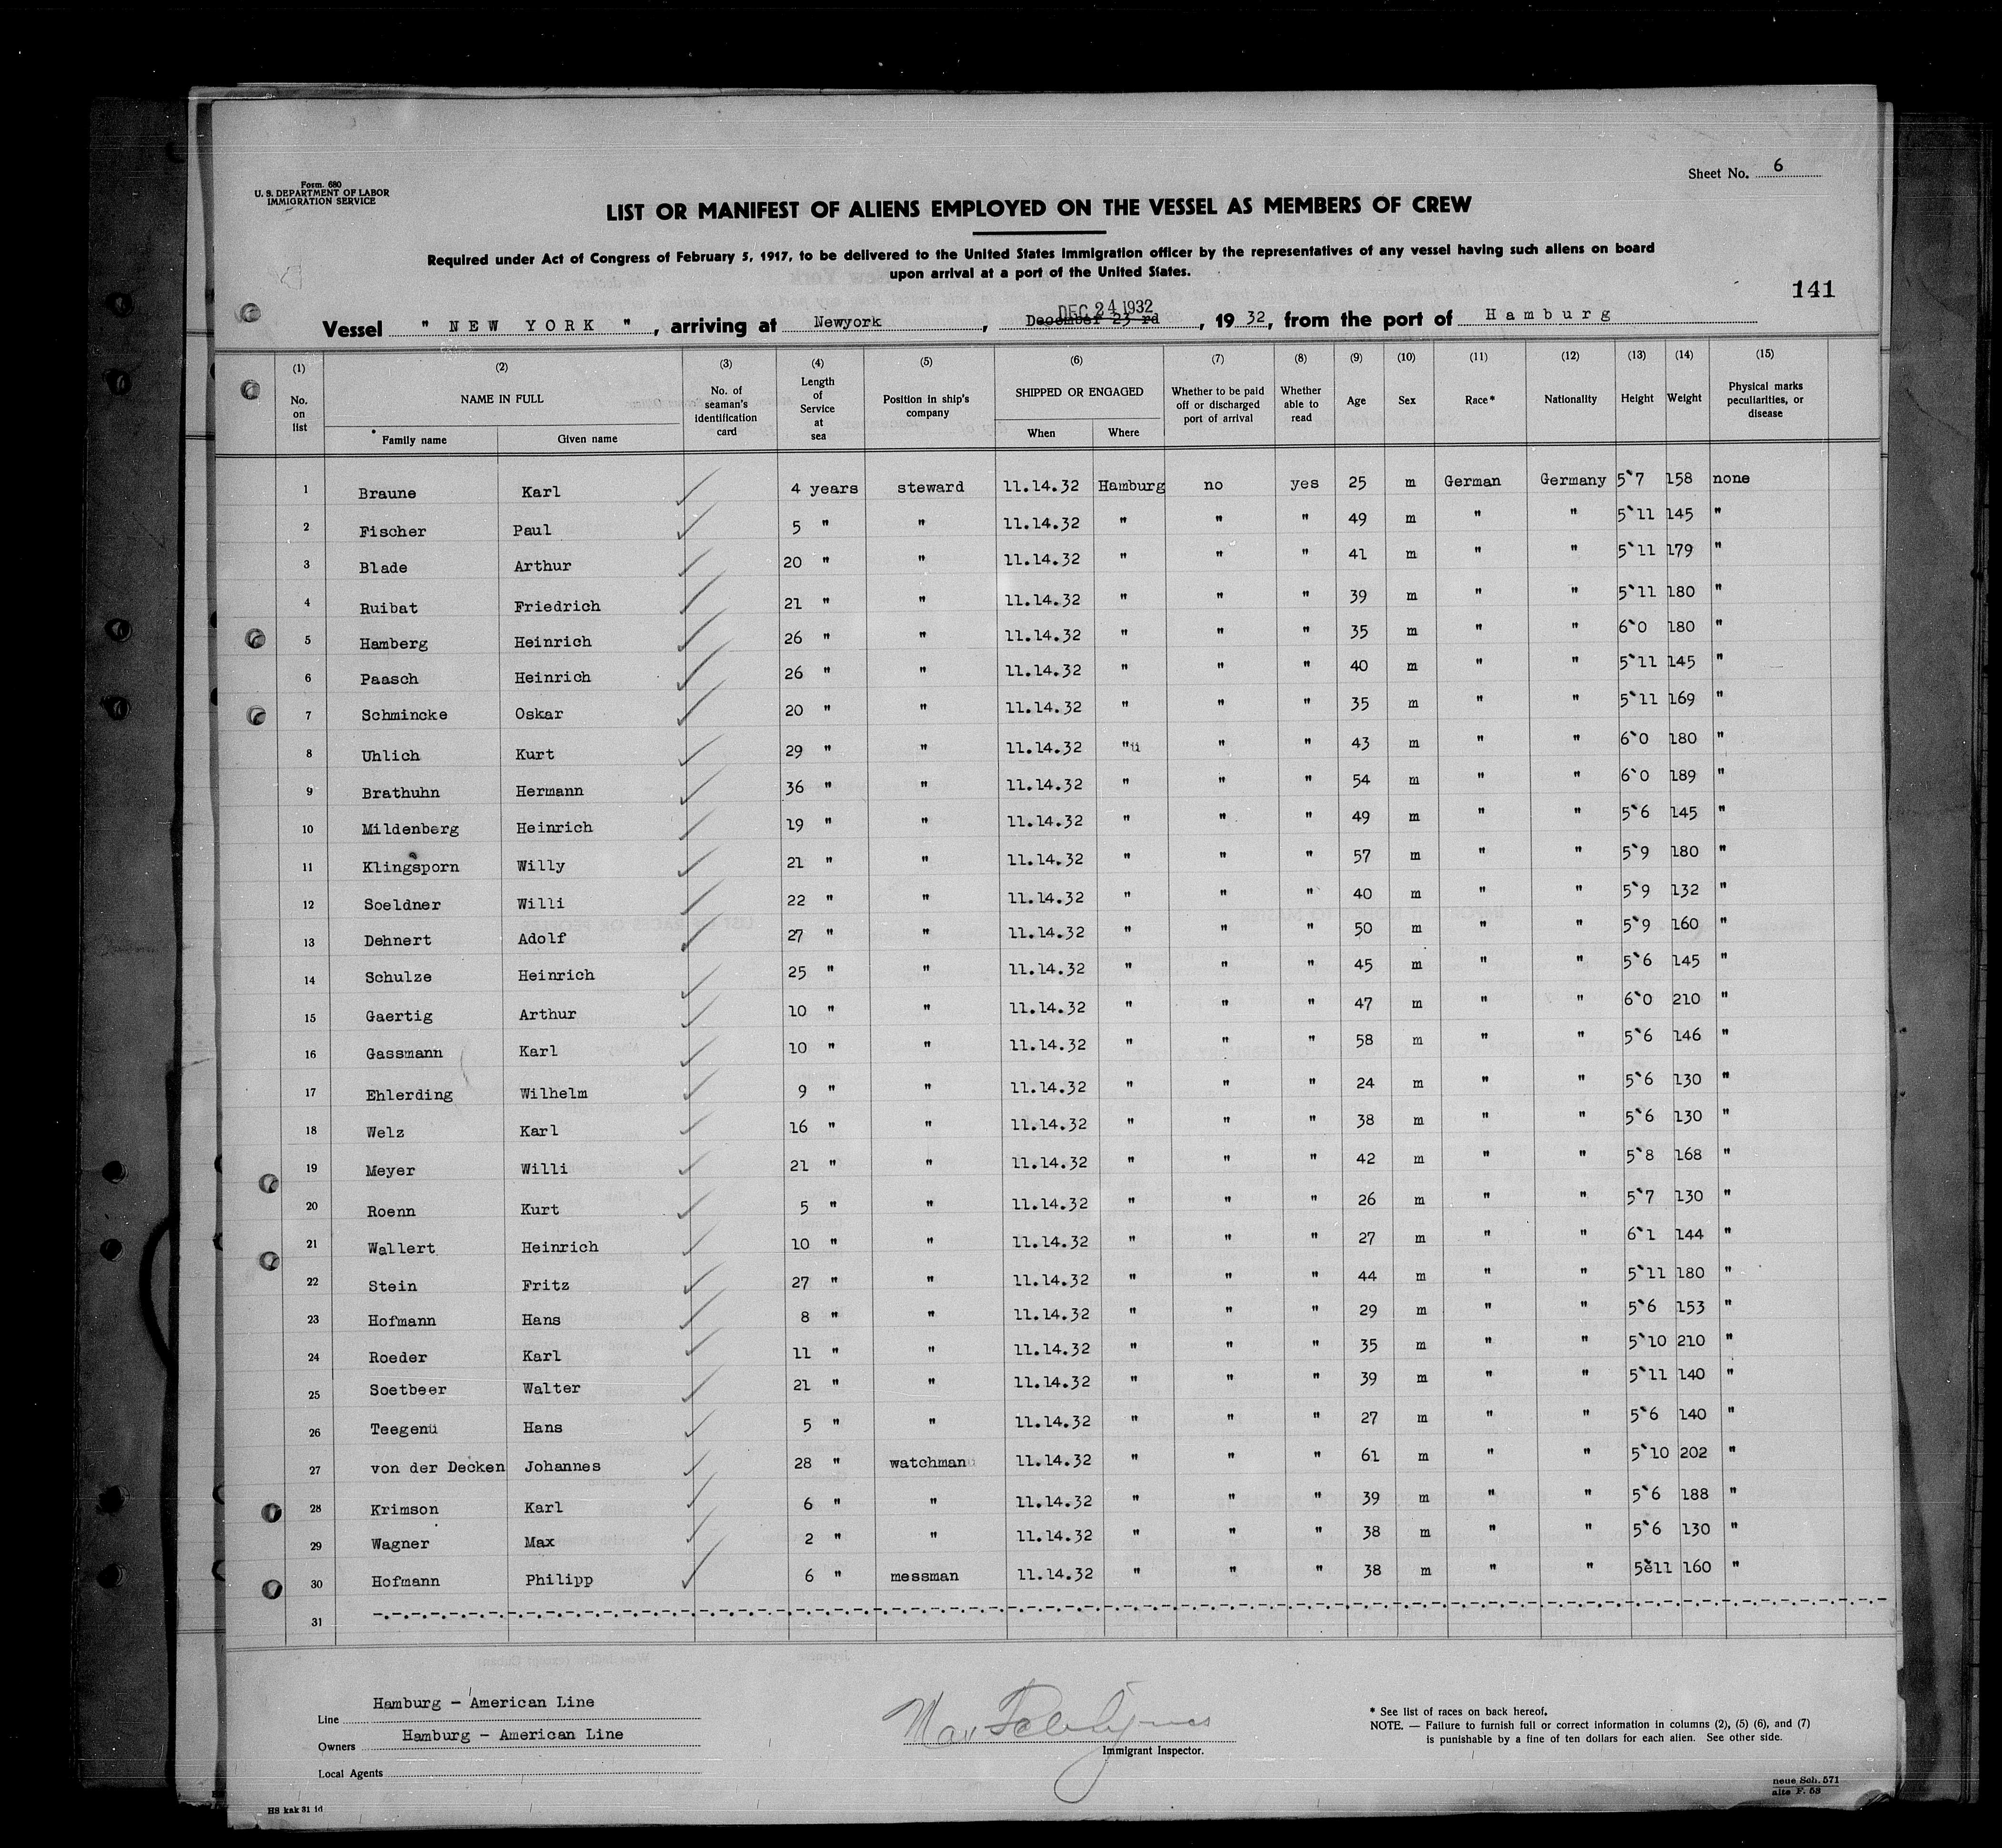 Form. 680
U. S. DEPARTMENT OF LABOR
IMMIGRATION SERVICE
Sheet No. 6
LIST OR MANIFEST OF ALIENS EMPLOYED ON THE VESSEL AS MEMBERS OF CREW
Required under Act of Congress of February 5, 1917, to be delivered to the United States Immigration officer by the representatives of any vessel having such aliens on board
upon arrival at a port of the United States.
141
DEC 24 1932
Vessel " NEW YORK ", arriving at Newyork, December 23 rd, 19 32, from the port of Hamburg
(1) (2) (3) (4) (5) (6) (7) (8) (9) (10) (11) (12) (13) (14) (15)
No. on list NAME IN FULL Family name Given name No. of seaman's identification card Length of Service at sea Position in ship's company SHIPPED OR ENGAGED When Where Whether to be paid off or discharged port of arrival Whether able to read Age Sex Race* Nationality Height Weight Physical marks peculiarities, or disease
1 Braune Karl 4 years steward 11.14.32 Hamburg no yes 25 m German Germany 5`7 158 none
2 Fischer Paul 5 " " 11.14.32 " " " 49 m " " 5`11 145 "
3 Blade Arthur 20 " " 11.14.32 " " " 41 m " " 5`11 179 "
4 Ruibat Friedrich 21 " " 11.14.32 " " " 39 m " " 5`11 180 "
5 Hamberg Heinrich 26 " " 11.14.32 " " " 35 m " " 6`0 180 "
6 Paasch Heinrich 26 " " 11.14.32 " " " 40 m " " 5`11 145 "
7 Schmincke Oskar 20 " " 11.14.32 " " " 35 m " " 5`11 169 "
8 Uhlich Kurt 29 " " 11.14.32 "ü " " 43 m " " 6`0 180 "
9 Brathuhn Hermann 36 " " 11.14.32 " " " 54 m " " 6`0 189 "
10 Mildenberg Heinrich 19 " " 11.14.32 " " " 49 m " " 5`6 145 "
11 Klingsporn Willy 21 " " 11.14.32 " " " 57 m " " 5`9 180 "
12 Soeldner Willi 22 " " 11.14.32 " " " 40 m " " 5`9 132 "
13 Dehnert Adolf 27 " " 11.14.32 " " " 50 m " " 5`9 160 "
14 Schulze Heinrich 25 " " 11.14.32 " " " 45 m " " 5`6 145 "
15 Gaertig Arthur 10 " " 11.14.32 " " " 47 m " " 6`0 210 "
16 Gassmann Karl 10 " " 11.14.32 " " " 58 m " " 5`6 146 "
17 Ehlerding Wilhelm 9 " " 11.14.32 " " " 24 m " " 5`6 130 "
18 Welz Karl 16 " " 11.14.32 " " " 38 m " " 5`6 130 "
19 Meyer Willi 21 " " 11.14.32 " " " 42 m " " 5`8 168 "
20 Roenn Kurt 5 " " 11.14.32 " " " 26 m " " 5`7 130 "
21 Wallert Heinrich 10 " " 11.14.32 " " " 27 m " " 6`1 144 "
22 Stein Fritz 27 " " 11.14.32 " " " 44 m " " 5`11 180 "
23 Hofmann Hans 8 " " 11.14.32 " " " 29 m " " 5`6 153 "
24 Roeder Karl 11 " " 11.14.32 " " " 35 m " " 5`10 210 "
25 Soetbeer Walter 21 " " 11.14.32 " " " 39 m " " 5`11 140 "
26 Teegenü Hans 5 " " 11.14.32 " " " 27 m " " 5`6 140 "
27 von der Decken Johannes 28 " watchman 11.14.32 " " " 61 m " " 5`10 202 "
28 Krimson Karl 6 " " 11.14.32 " " " 39 m " " 5`6 188 "
29 Wagner Max 2 " " 11.14.32 " " " 38 m " " 5`6 130 "
30 Hofmann Philipp 6 " messman 11.14.32 " " " 38 m " " 5è11 160 "
31
Line Hamburg - American Line
Owners Hamburg - American Line
Local Agents
Immigrant Inspector.
* See list of races on back hereof.
NOTE. — Failure to furnish full or correct information in columns (2), (5) (6), and (7)
is punishable by a fine of ten dollars for each alien. See other side.
neue Sch. 571
alte F. 53
HS kak 31 1d